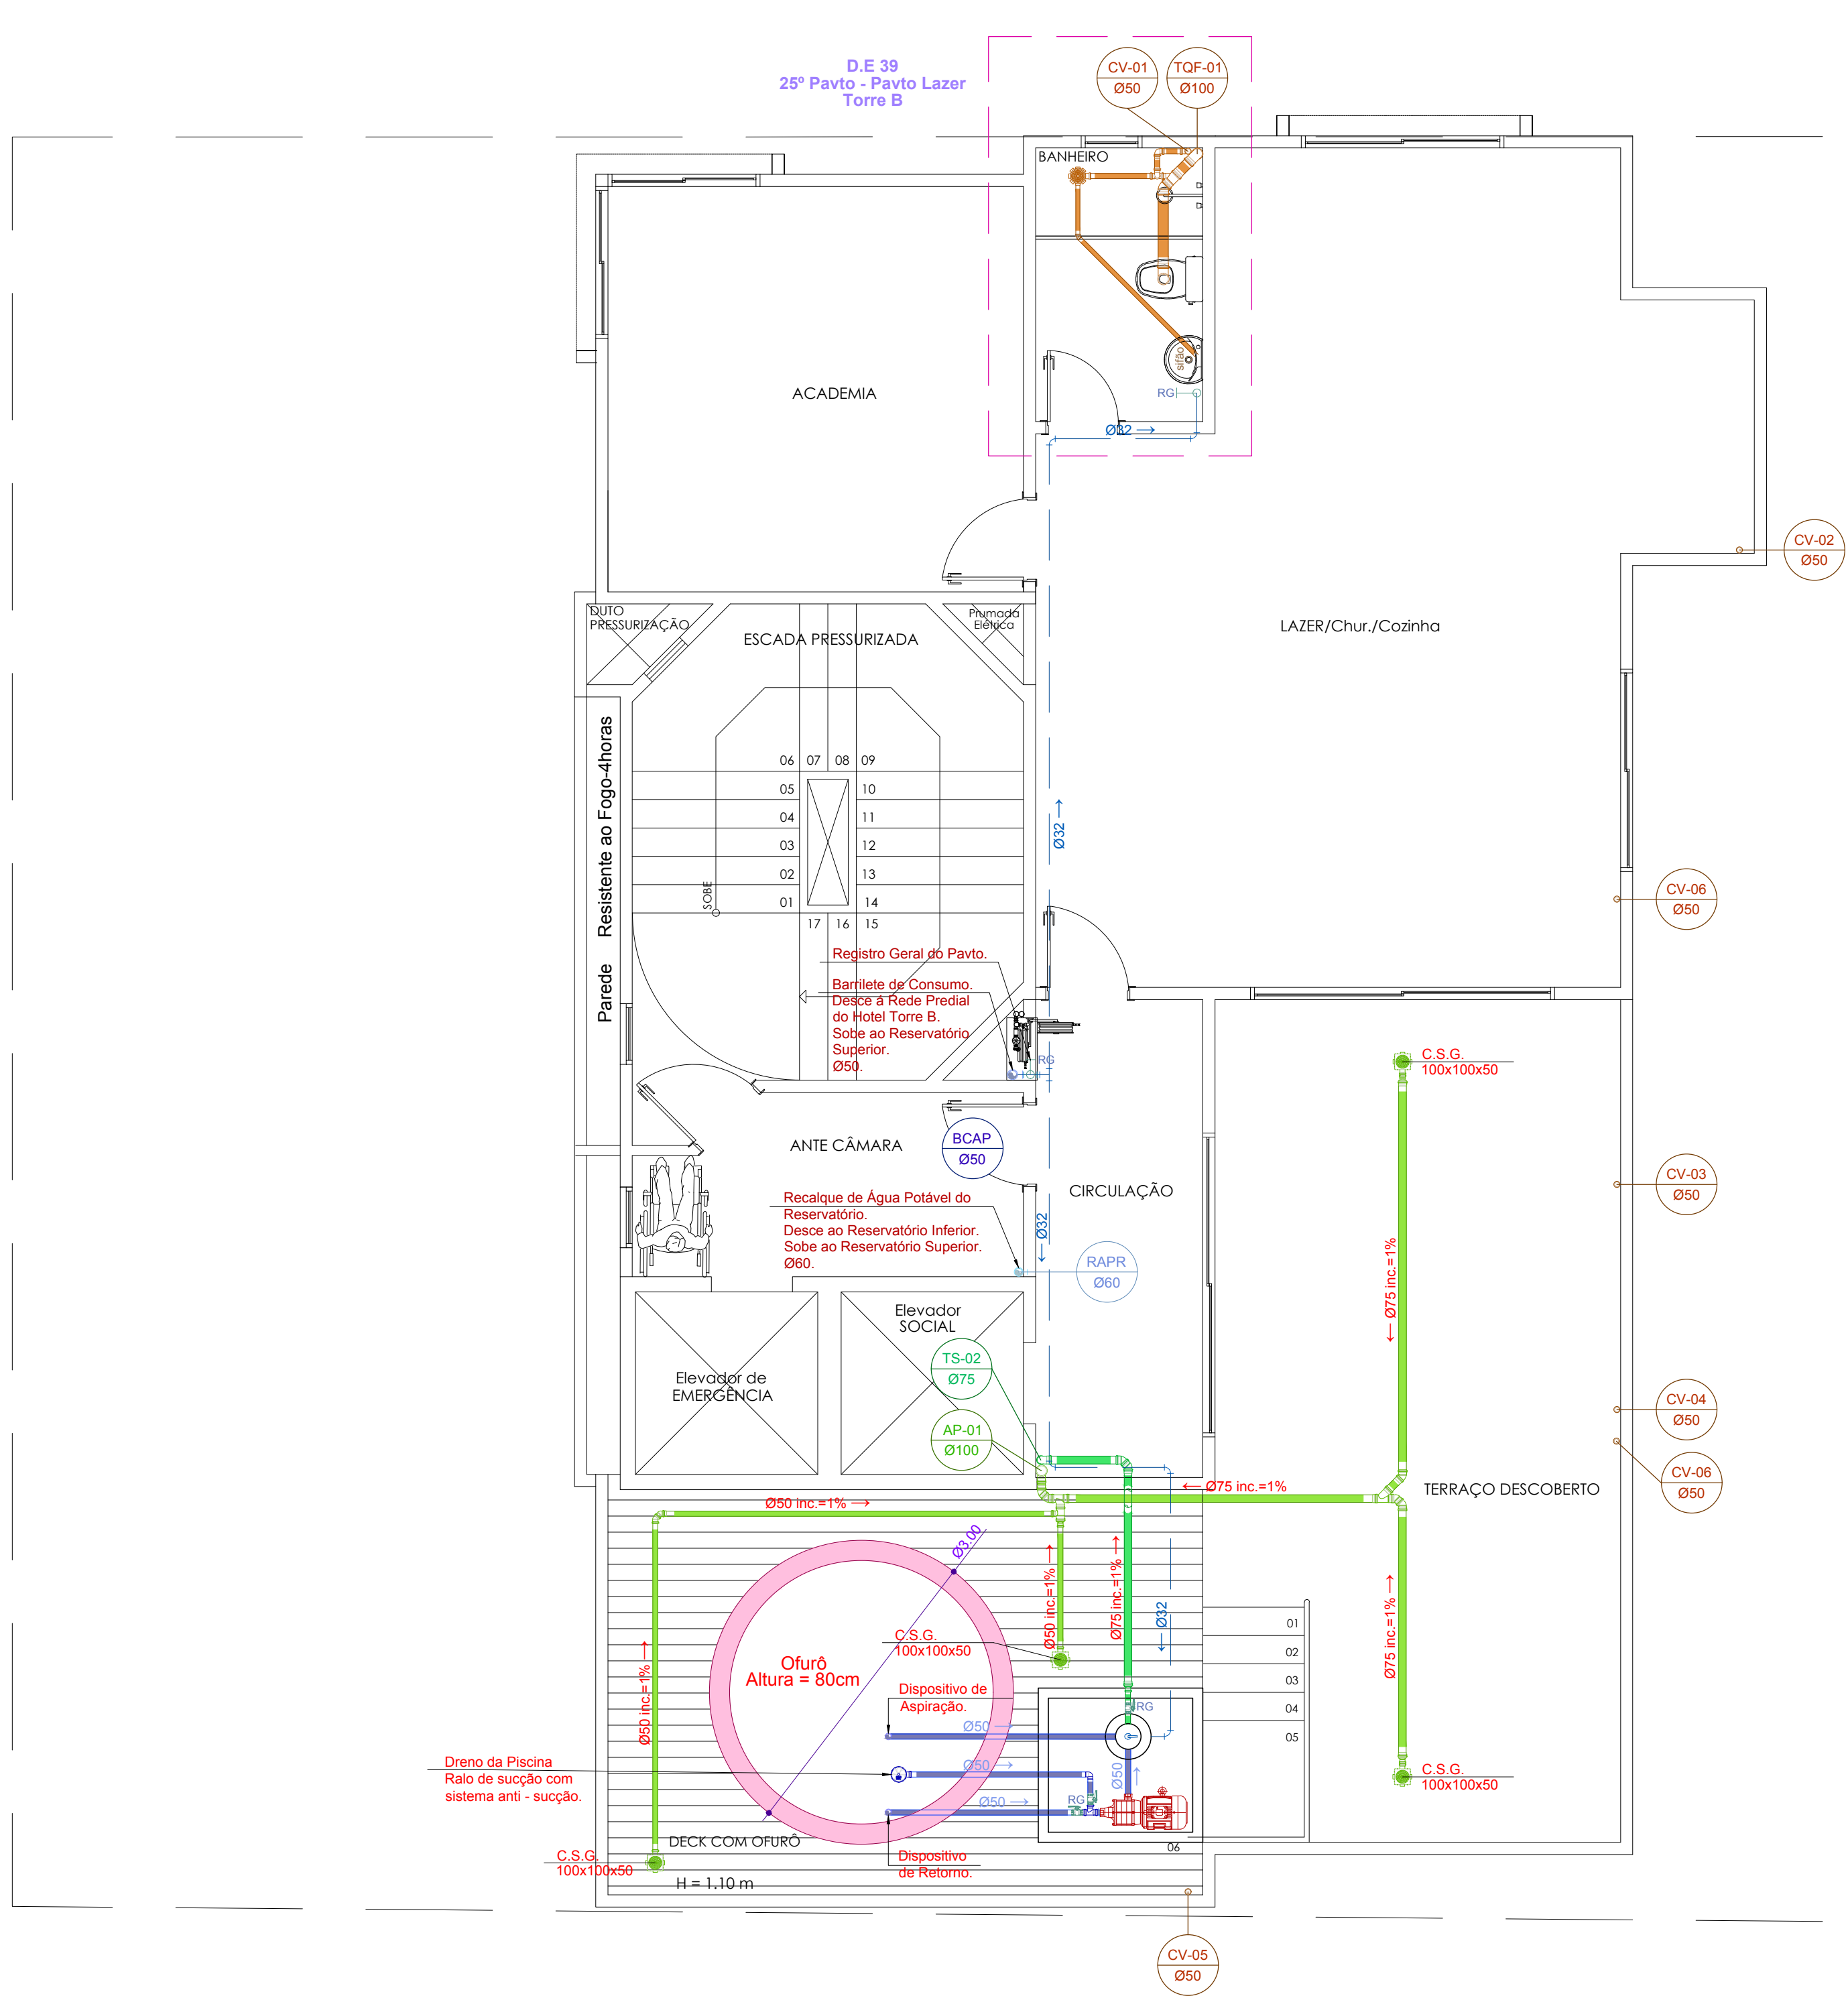 D.E 39
25º Pavto - Pavto Lazer
Torre B
CV-01
Ø50
TQF-01
Ø100
BANHEIRO
sifão
RG
Ø32 →
ACADEMIA
CV-02
Ø50
DUTO
PRESSURIZAÇÃO
ESCADA PRESSURIZADA
Prumada
Elétrica
LAZER/Chur./Cozinha
Parede Resistente ao Fogo-4horas
06 07 08 09
05 10
04 11
03 12
02 13
01 14
17 16 15
SOBE
Ø32 →
CV-06
Ø50
Registro Geral do Pavto.
Barrilete de Consumo.
Desce á Rede Predial
do Hotel Torre B.
Sobe ao Reservatório
Superior.
Ø50.
RG
C.S.G.
100x100x50
ANTE CÂMARA
BCAP
Ø50
CIRCULAÇÃO
CV-03
Ø50
Recalque de Água Potável do
Reservatório.
Desce ao Reservatório Inferior.
Sobe ao Reservatório Superior.
Ø60.
← Ø32
RAPR
Ø60
← Ø75 inc.=1%
Elevador
SOCIAL
TS-02
Ø75
Elevador de
EMERGÊNCIA
AP-01
Ø100
CV-04
Ø50
CV-06
Ø50
← Ø75 inc.=1%
TERRAÇO DESCOBERTO
Ø50 inc.=1% →
Ø3.00
Ø50 inc.=1% →
Ø75 inc.=1% →
← Ø32
Ø75 inc.=1% →
01
02
03
04
05
C.S.G.
100x100x50
Ofurô
Altura = 80cm
Ø50 inc.=1% →
Dispositivo de
Aspiração.
RG
Ø50 →
Dreno da Piscina
Ralo de sucção com
sistema anti - sucção.
Ø50 →
Ø50 →
C.S.G.
100x100x50
Ø50 →
RG
DECK COM OFURÔ
06
C.S.G.
100x100x50
Dispositivo
de Retorno.
H = 1.10 m
CV-05
Ø50